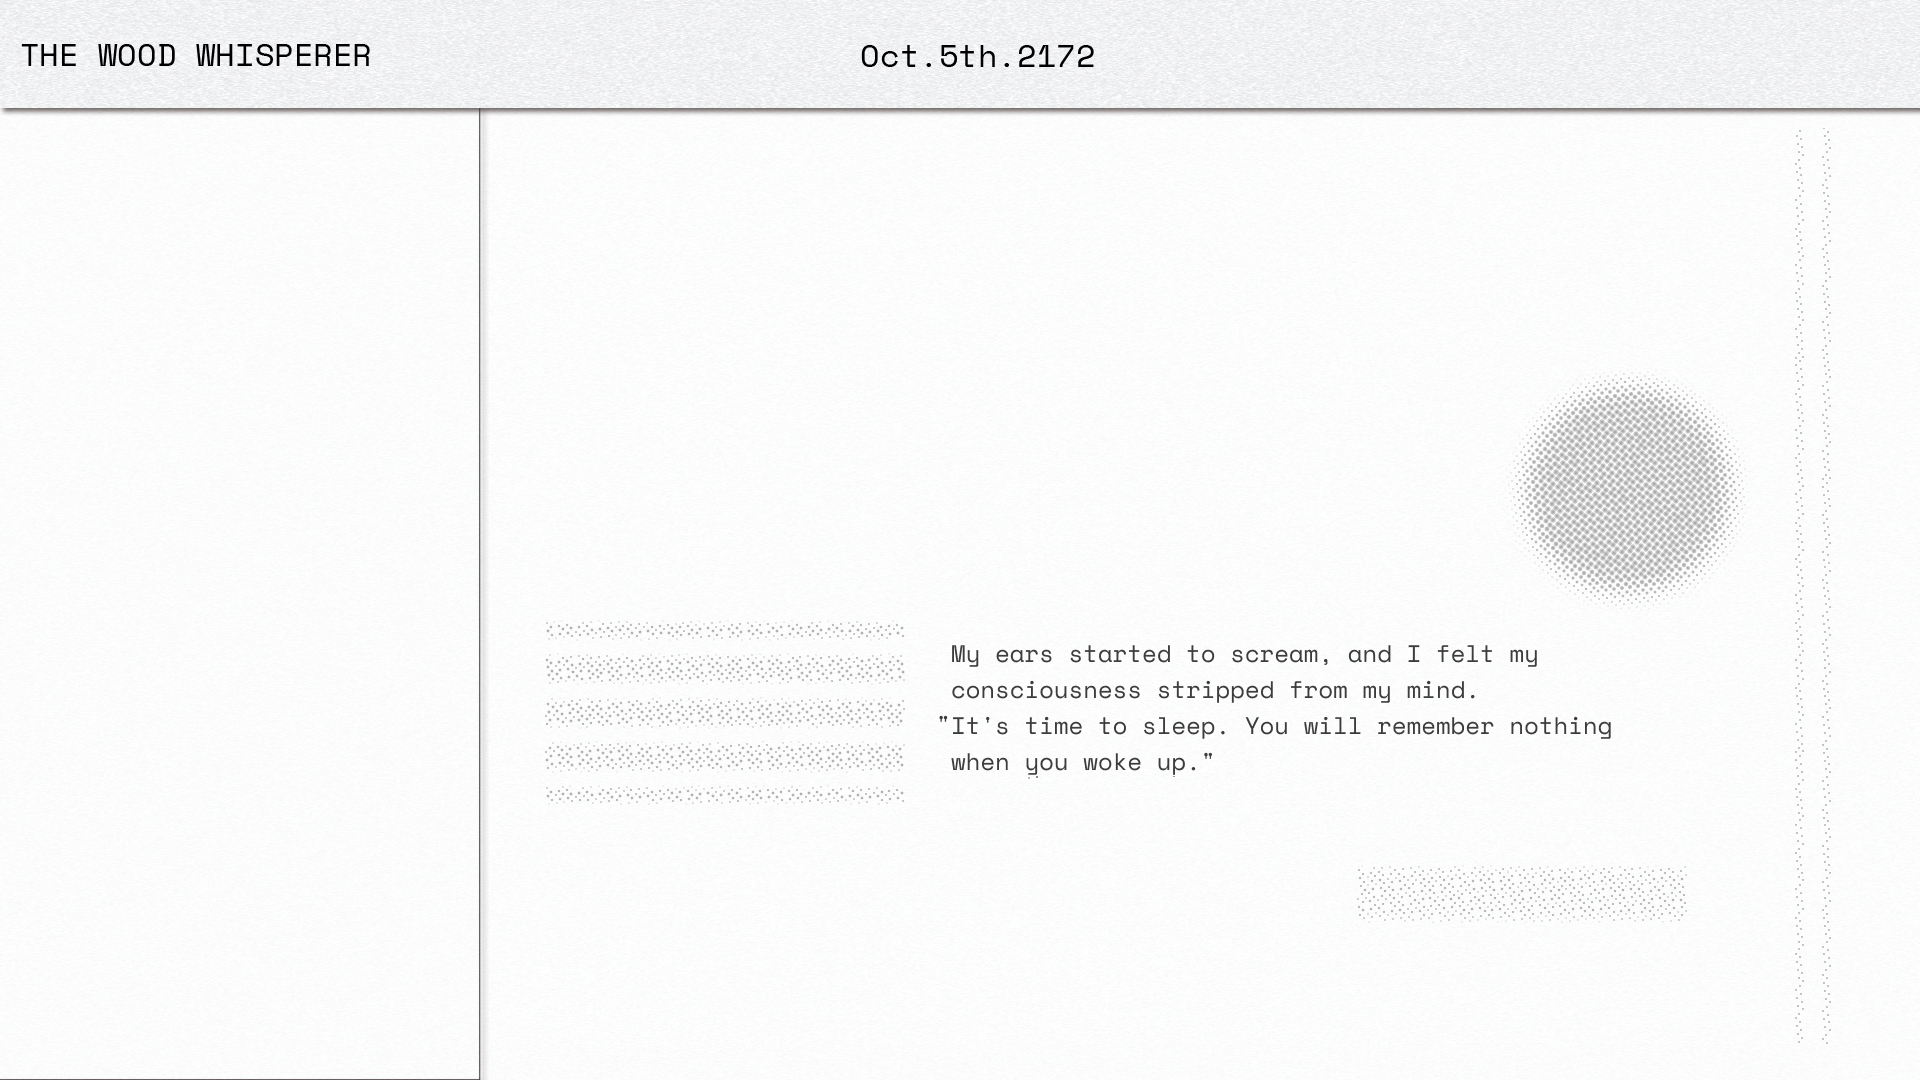 THE WOOD WHISPERER
Oct.5th.2172
My ears started to scream, and I felt my
consciousness stripped from my mind.
"It's time to sleep. You will remember nothing
when you woke up."